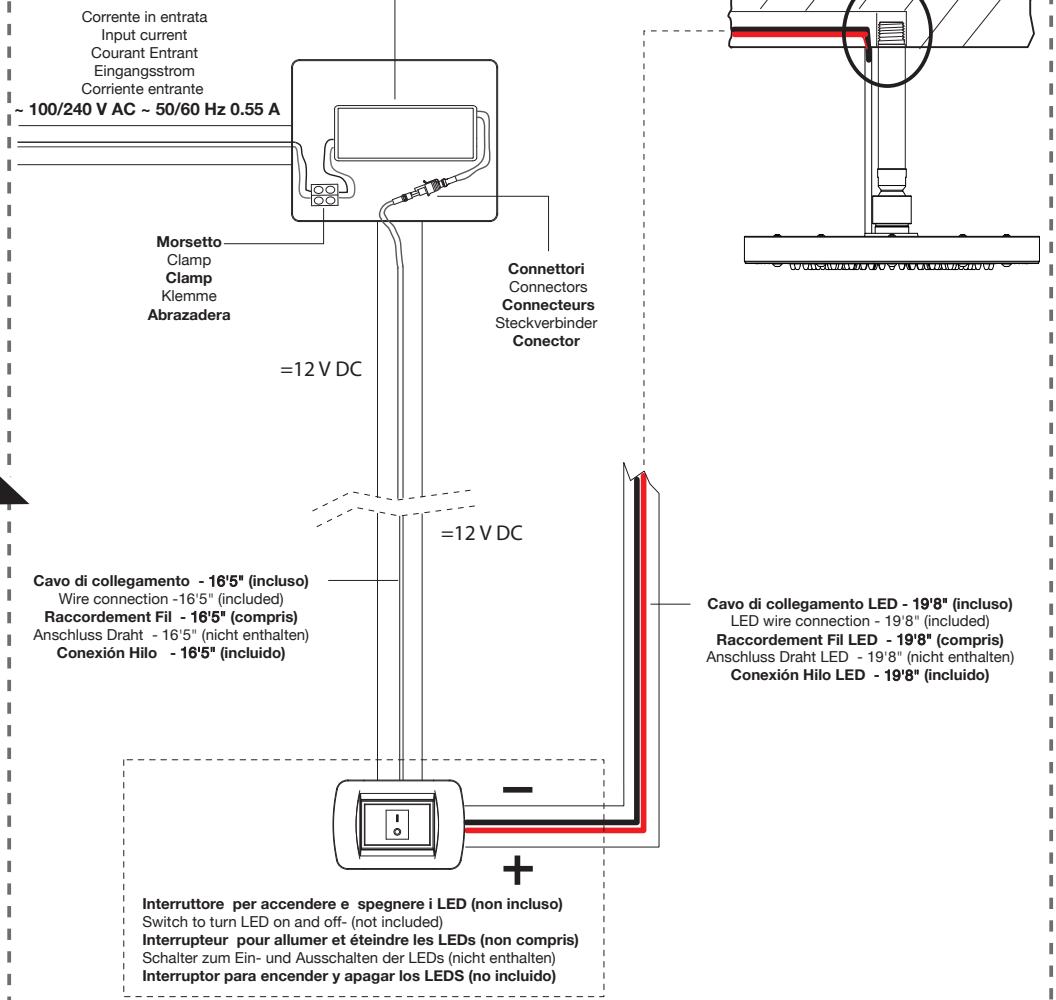 Corrente in entrata
Input current
Courant Entrant
Eingangsstrom
Corriente entrante
~ 100/240 V AC ~ 50/60 Hz 0.55 A
Morsetto
Clamp
Clamp
Klemme
Abrazadera
Connettori
Connectors
Connecteurs
Steckverbinder
Conector
=12 V DC
=12 V DC
Cavo di collegamento - 16'5" (incluso)
Wire connection -16'5" (included)
Raccordement Fil - 16'5" (compris)
Anschluss Draht - 16'5" (nicht enthalten)
Conexión Hilo - 16'5" (incluido)
Cavo di collegamento LED - 19'8" (incluso)
LED wire connection - 19'8" (included)
Raccordement Fil LED - 19'8" (compris)
Anschluss Draht LED - 19'8" (nicht enthalten)
Conexión Hilo LED - 19'8" (incluido)
–
I
O
+
Interruttore per accendere e spegnere i LED (non incluso)
Switch to turn LED on and off- (not included)
Interrupteur pour allumer et éteindre les LEDs (non compris)
Schalter zum Ein- und Ausschalten der LEDs (nicht enthalten)
Interruptor para encender y apagar los LEDS (no incluido)